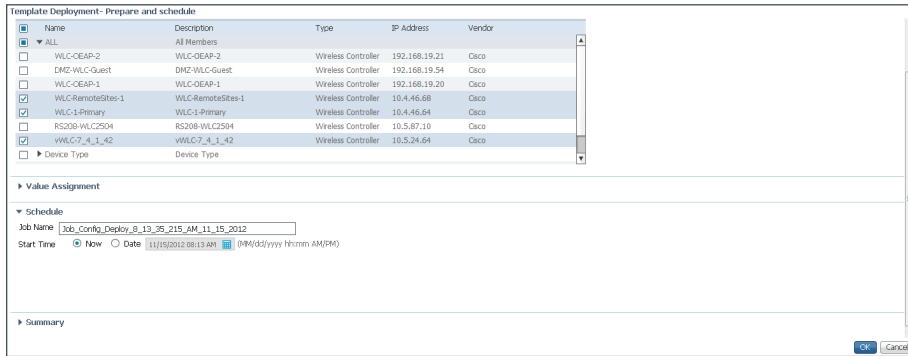 Template Deployment- Prepare and schedule
Name Description Type IP Address Vendor
ALL All Members
WLC-OEAP-2 WLC-OEAP-2 Wireless Controller 192.168.19.21 Cisco
DMZ-WLC-Guest DMZ-WLC-Guest Wireless Controller 192.168.19.54 Cisco
WLC-OEAP-1 WLC-OEAP-1 Wireless Controller 192.168.19.20 Cisco
WLC-RemoteSites-1 WLC-RemoteSites-1 Wireless Controller 10.4.46.68 Cisco
WLC-1-Primary WLC-1-Primary Wireless Controller 10.4.46.64 Cisco
RS208-WLC2504 RS208-WLC2504 Wireless Controller 10.5.87.10 Cisco
vWLC-7_4_1_42 vWLC-7_4_1_42 Wireless Controller 10.5.24.64 Cisco
Device Type Device Type
Value Assignment
Schedule
Job Name Job_Config_Deploy_8_13_35_215_AM_11_15_2012
Start Time Now Date 11/15/2012 08:13 AM (MM/dd/yyyy hh:mm AM/PM)
Summary
OK Cancel